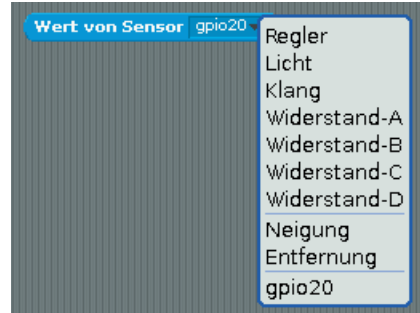 Wert von Sensor gpio20
Regler
Licht
Klang
Widerstand-A
Widerstand-B
Widerstand-C
Widerstand-D
Neigung
Entfernung
gpio20